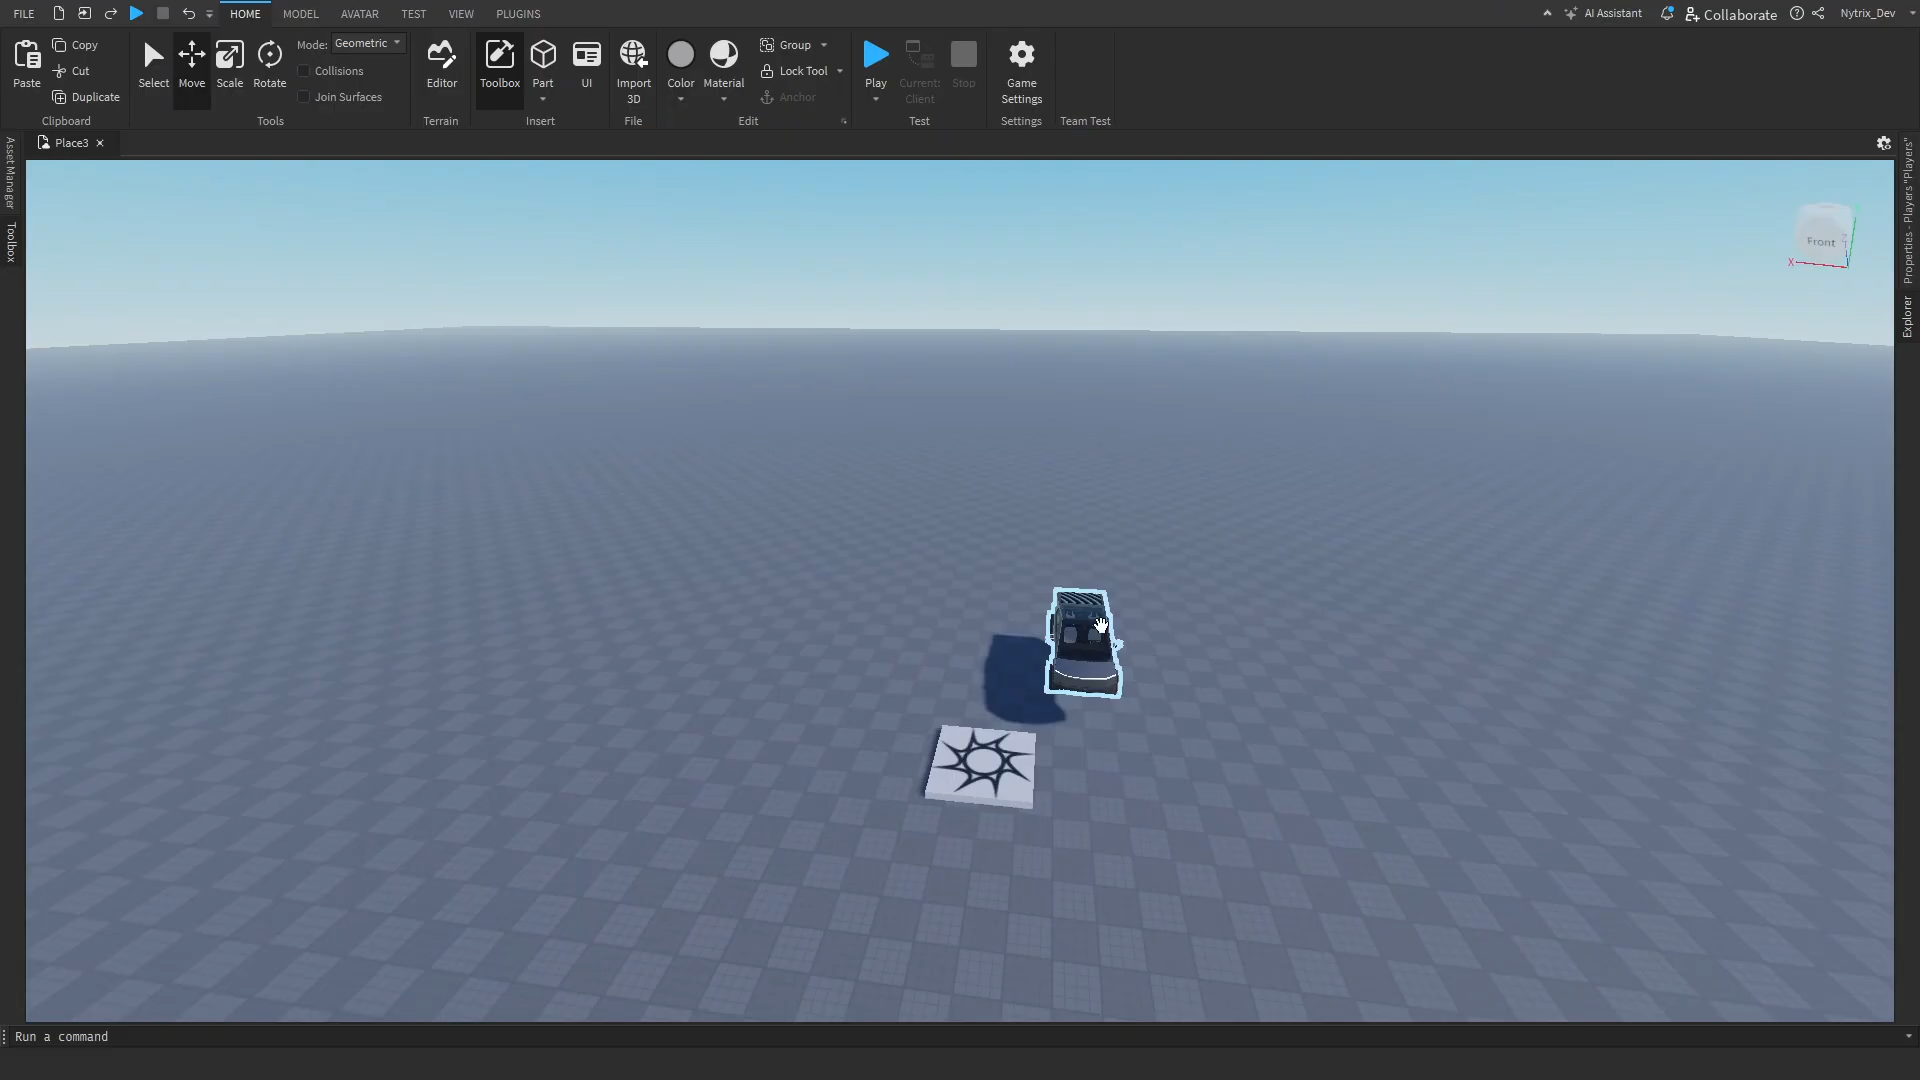 FILE HOME MODEL AVATAR TEST VIEW PLUGINS AI Assistant Collaborate Nytrix_Dev
Paste Copy Cut Duplicate
Clipboard
Select Move Scale Rotate Mode: Geometric
Collisions
Join Surfaces
Tools
Editor
Terrain
Toolbox Part UI
Insert
Import
3D
File
Color Material Group
Lock Tool
Anchor
Edit
Play Current:
Client Stop
Test
Game
Settings
Settings
Team Test
Place3
Asset Manager
Toolbox
Front
X
Properties - Players "Players"
Explorer
Run a command